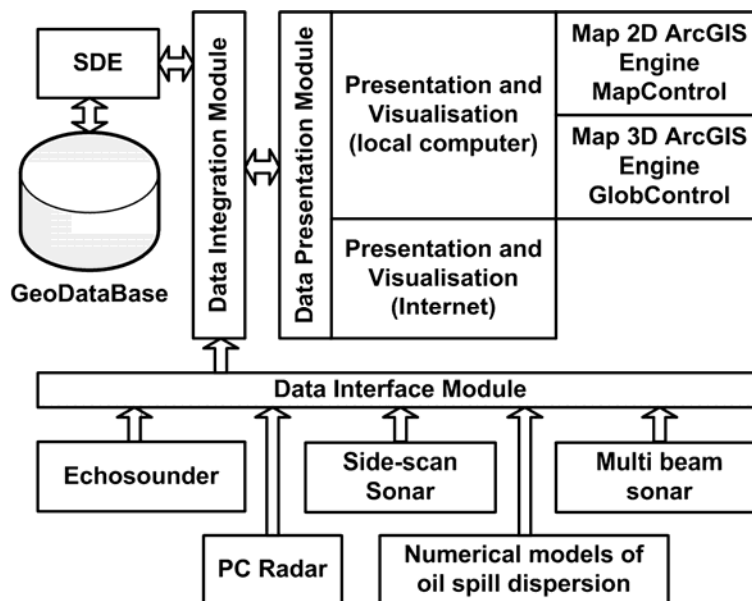 SDE
GeoDataBase
Data Integration Module
Data Presentation Module
Presentation and
Visualisation
(local computer)
Map 2D ArcGIS
Engine
MapControl
Map 3D ArcGIS
Engine
GlobControl
Presentation and
Visualisation
(Internet)
Data Interface Module
Echosounder
Side-scan
Sonar
Multi beam
sonar
PC Radar
Numerical models of
oil spill dispersion